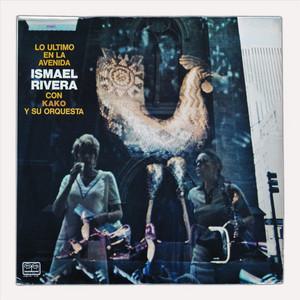 LO ULTIMO
EN LA
AVENIDA
ISMAEL
RIVERA
CON
KAKO
Y SU ORQUESTA